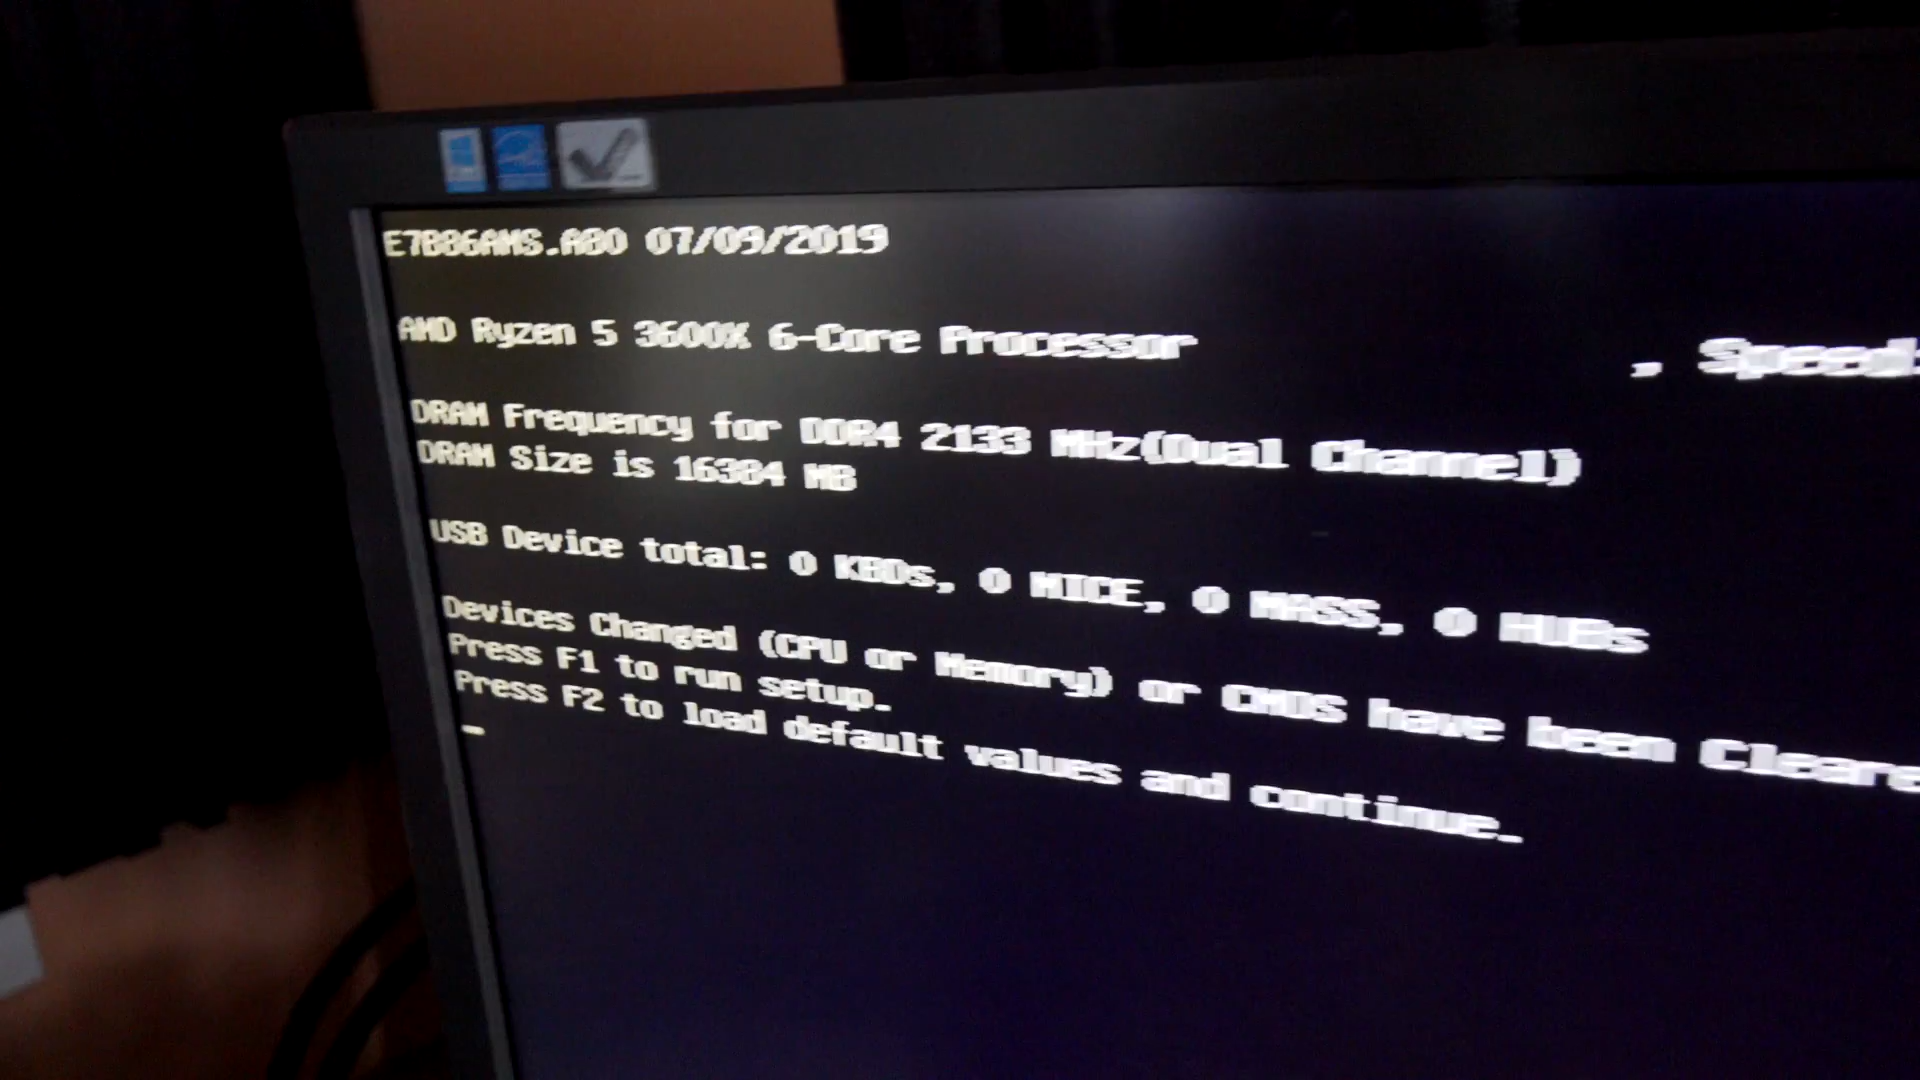 E7B86AMS.A80 07/09/2019
AMD Ryzen 5 3600X 6-Core Processor , Speed:
DRAM Frequency for DDR4 2133 MHz(Dual Channel)
DRAM Size is 16384 MB
USB Device total: 0 KBDs, 0 MICE, 0 MASS, 0 HUBs
Devices Changed (CPU or Memory) or CMOS have been Cleare
Press F1 to run setup.
Press F2 to load default values and continue.